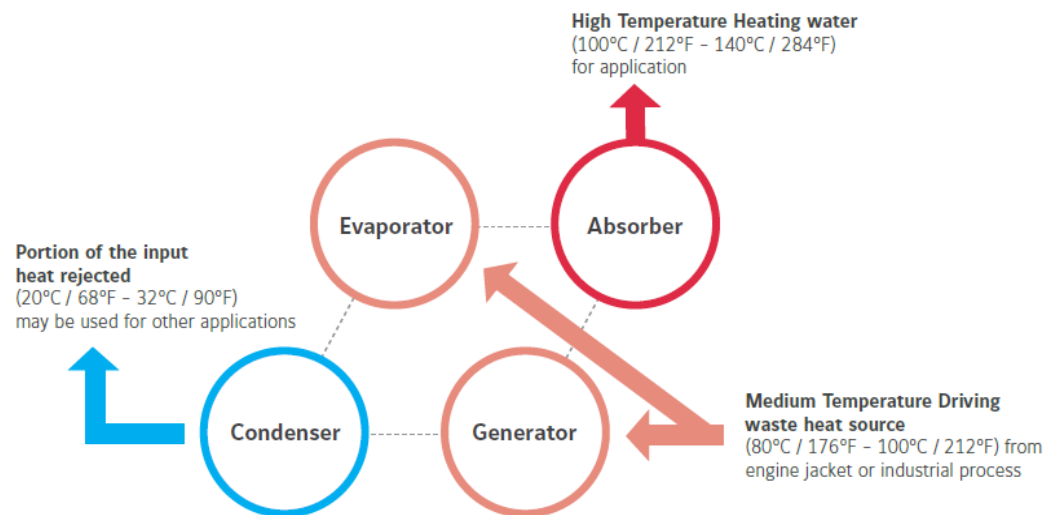 High Temperature Heating water
(100°C / 212°F – 140°C / 284°F)
for application
Evaporator
Absorber
Portion of the input
heat rejected
(20°C / 68°F – 32°C / 90°F)
may be used for other applications
Condenser
Generator
Medium Temperature Driving
waste heat source
(80°C / 176°F – 100°C / 212°F) from
engine jacket or industrial process